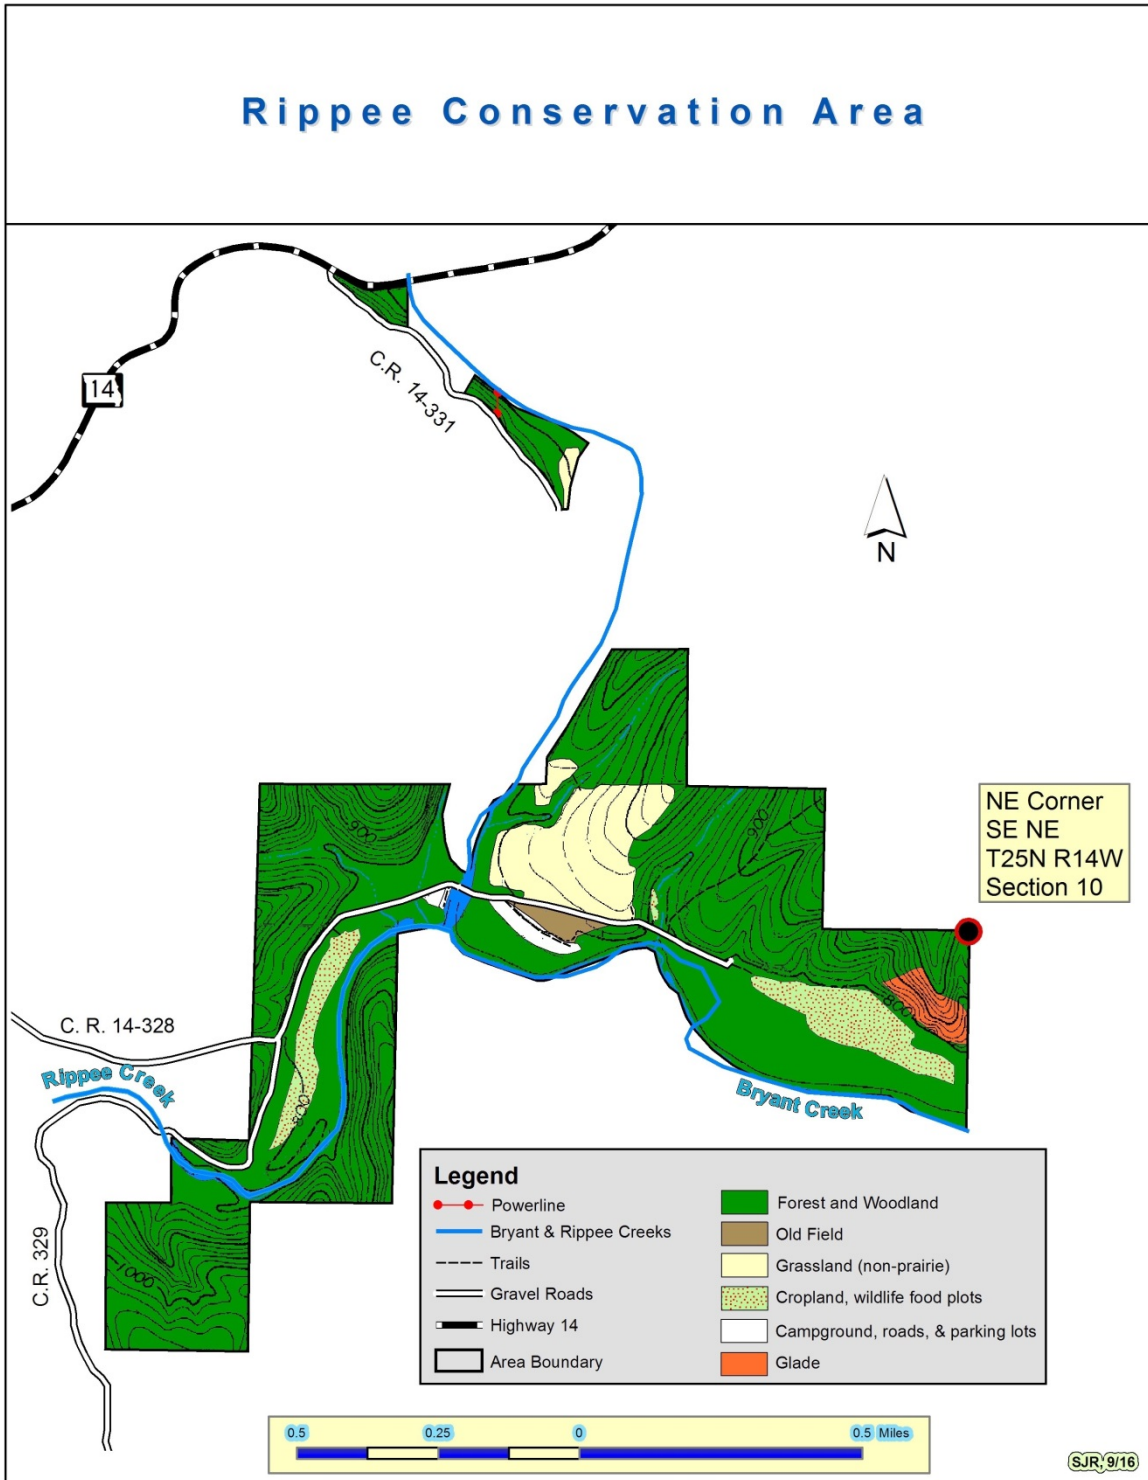 Rippee Conservation Area
14
C.R. 14-331
N
NE Corner
SE NE
T25N R14W
Section 10
900
900
800
C. R. 14-328
Rippee Creek
800
Bryant Creek
C.R. 329
1000
Legend
Powerline
Bryant & Rippee Creeks
Trails
Gravel Roads
Highway 14
Area Boundary
Forest and Woodland
Old Field
Grassland (non-prairie)
Cropland, wildlife food plots
Campground, roads, & parking lots
Glade
0.5 0.25 0 0.5 Miles
SJR, 9/16